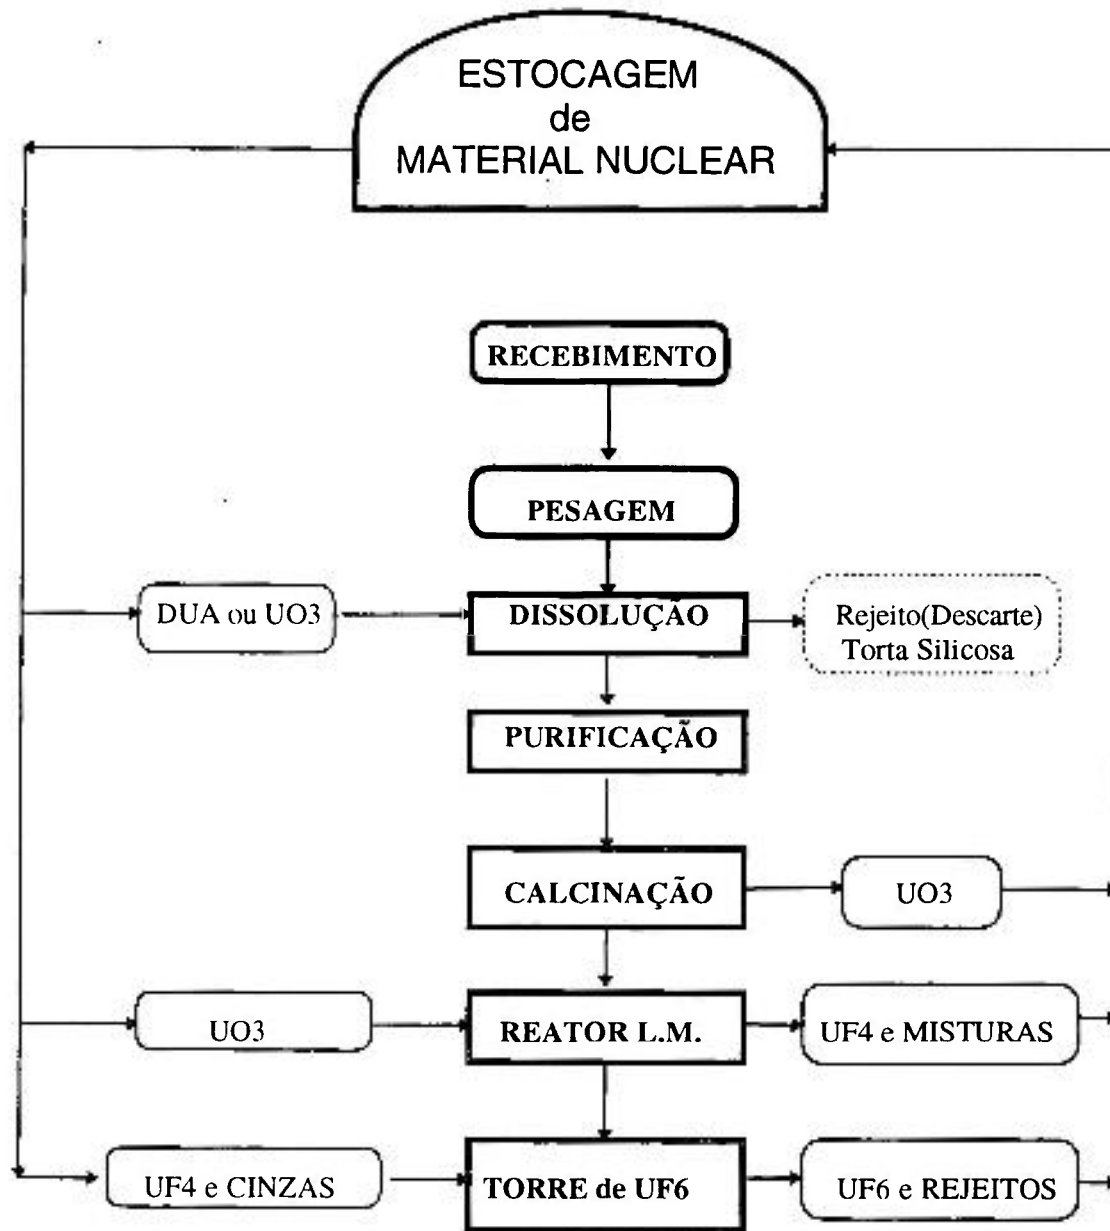 ESTOCAGEM
de
MATERIAL NUCLEAR
RECEBIMENTO
PESAGEM
DUA ou UO3
DISSOLUÇÃO
Rejeito(Descarte)
Torta Silicosa
PURIFICAÇÃO
CALCINAÇÃO
UO3
UO3
REATOR L.M.
UF4 e MISTURAS
UF4 e CINZAS
TORRE de UF6
UF6 e REJEITOS